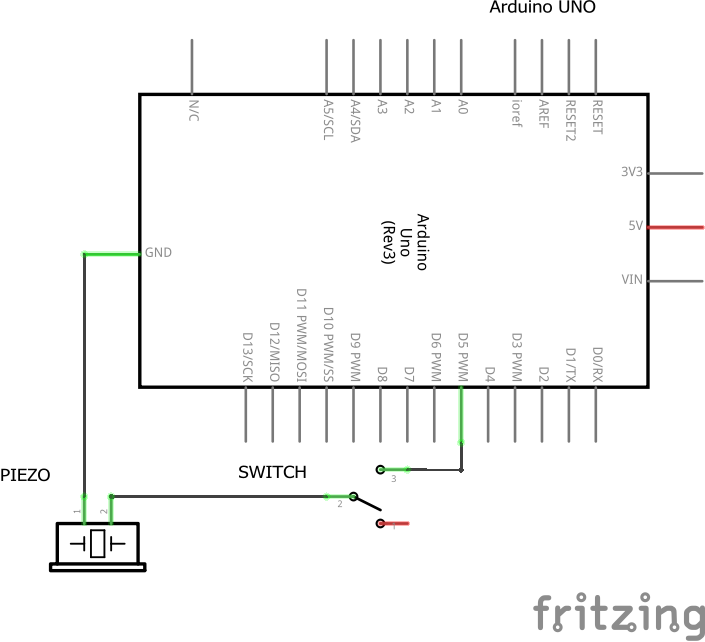 Arduino UNO
N/C
A5/SCL
A4/SDA
A3
A2
A1
A0
ioref
AREF
RESET2
RESET
3V3
5V
VIN
GND
Arduino
Uno
(Rev3)
D13/SCK
D12/MISO
D11 PWM/MOSI
D10 PWM/SS
D9 PWM
D8
D7
D6 PWM
D5 PWM
D4
D3 PWM
D2
D1/TX
D0/RX
PIEZO
SWITCH
3
2
1
1
2
fritzing